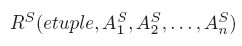 R^S(etuple, A_1^S, A_2^S, ..., A_n^S)